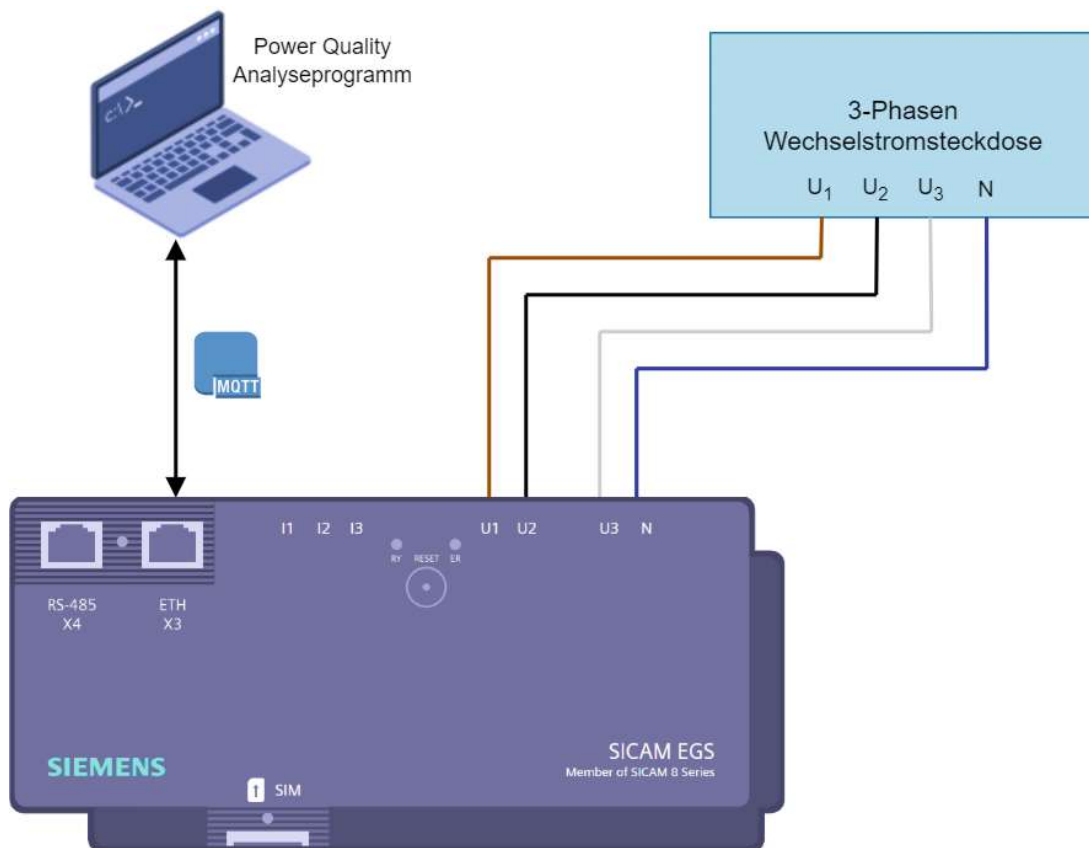 Power Quality
Analyseprogramm
3-Phasen
Wechselstromsteckdose
U₁ U₂ U₃ N
c:\>_
MQTT
I1 I2 I3 U1 U2 U3 N
RY RESET ER
RS-485 ETH
X4 X3
SIEMENS
SICAM EGS
Member of SICAM 8 Series
SIM